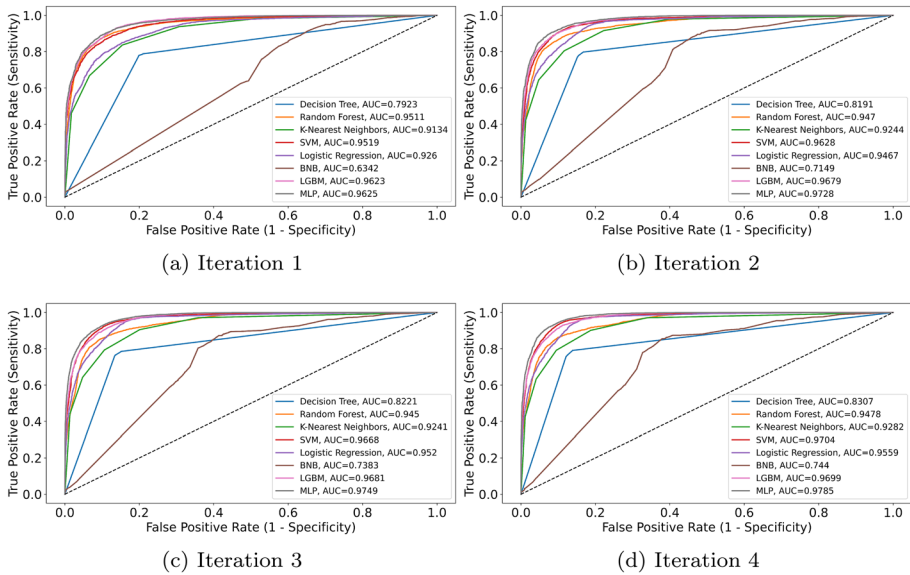 1.0
0.8
0.6
0.4
0.2
0.0
True Positive Rate (Sensitivity)
Decision Tree, AUC=0.7923
Random Forest, AUC=0.9511
K-Nearest Neighbors, AUC=0.9134
SVM, AUC=0.9519
Logistic Regression, AUC=0.926
BNB, AUC=0.6342
LGBM, AUC=0.9623
MLP, AUC=0.9625
0.0 0.2 0.4 0.6 0.8 1.0
False Positive Rate (1 - Specificity)
(a) Iteration 1
1.0
0.8
0.6
0.4
0.2
0.0
True Positive Rate (Sensitivity)
Decision Tree, AUC=0.8191
Random Forest, AUC=0.947
K-Nearest Neighbors, AUC=0.9244
SVM, AUC=0.9628
Logistic Regression, AUC=0.9467
BNB, AUC=0.7149
LGBM, AUC=0.9679
MLP, AUC=0.9728
0.0 0.2 0.4 0.6 0.8 1.0
False Positive Rate (1 - Specificity)
(b) Iteration 2
1.0
0.8
0.6
0.4
0.2
0.0
True Positive Rate (Sensitivity)
Decision Tree, AUC=0.8221
Random Forest, AUC=0.945
K-Nearest Neighbors, AUC=0.9241
SVM, AUC=0.9668
Logistic Regression, AUC=0.952
BNB, AUC=0.7383
LGBM, AUC=0.9681
MLP, AUC=0.9749
0.0 0.2 0.4 0.6 0.8 1.0
False Positive Rate (1 - Specificity)
(c) Iteration 3
1.0
0.8
0.6
0.4
0.2
0.0
True Positive Rate (Sensitivity)
Decision Tree, AUC=0.8307
Random Forest, AUC=0.9478
K-Nearest Neighbors, AUC=0.9282
SVM, AUC=0.9704
Logistic Regression, AUC=0.9559
BNB, AUC=0.744
LGBM, AUC=0.9699
MLP, AUC=0.9785
0.0 0.2 0.4 0.6 0.8 1.0
False Positive Rate (1 - Specificity)
(d) Iteration 4